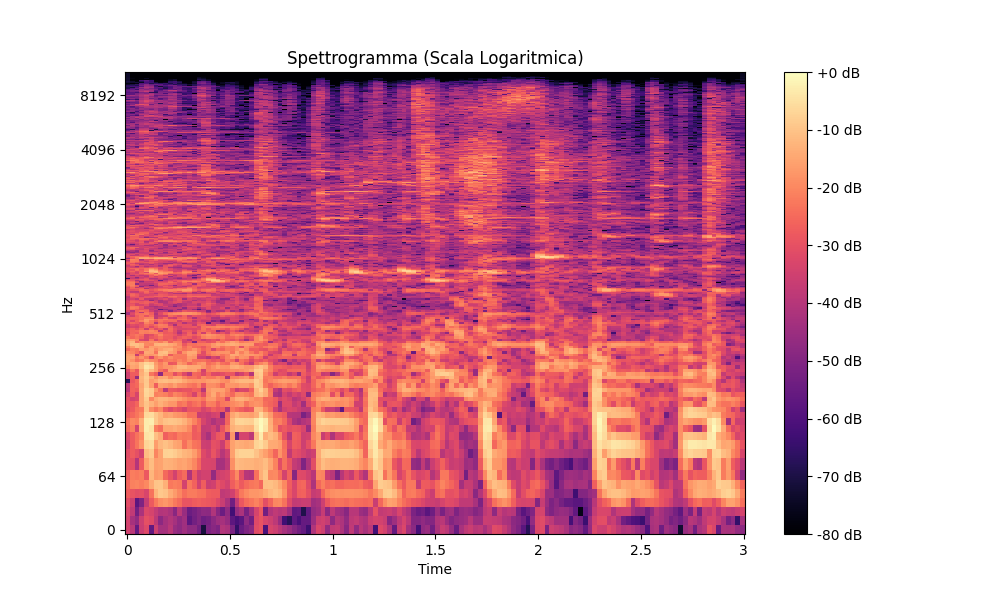 Spettrogramma (Scala Logaritmica)
Hz
8192
4096
2048
1024
512
256
128
64
0
0 0.5 1 1.5 2 2.5 3
Time
+0 dB
-10 dB
-20 dB
-30 dB
-40 dB
-50 dB
-60 dB
-70 dB
-80 dB